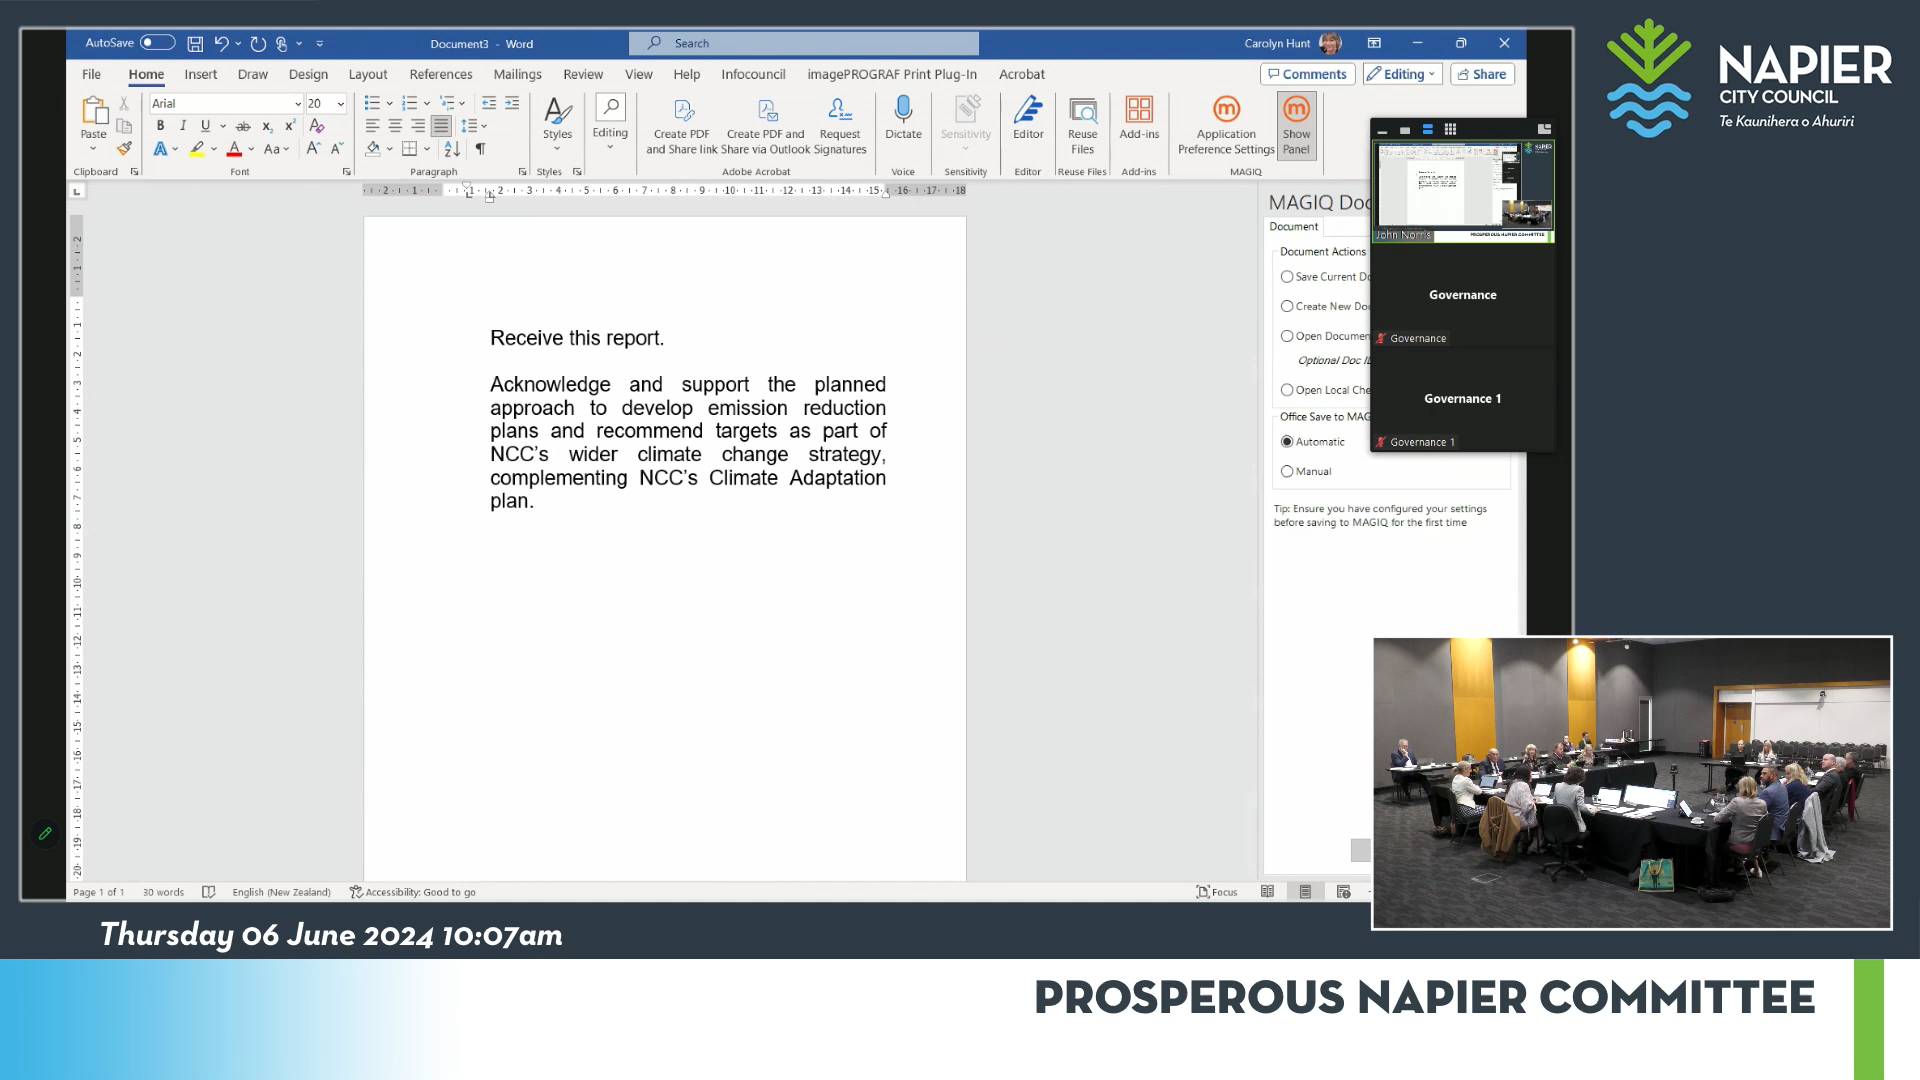 AutoSave
Document3 - Word
Search
Carolyn Hunt
File Home Insert Draw Design Layout References Mailings Review View Help Infocouncil imagePROGRAF Print Plug-In Acrobat
Comments Editing Share
Paste
Arial 20
Styles
Editing
Create PDF and Share link
Create PDF and Share via Outlook
Request Signatures
Dictate
Sensitivity
Editor
Reuse Files
Add-ins
Application Preference Settings
Show Panel
Clipboard Font Paragraph Styles Adobe Acrobat Voice Sensitivity Editor Reuse Files Add-ins MAGIQ
NAPIER
CITY COUNCIL
Te Kaunihera o Ahuriri
Receive this report.
Acknowledge and support the planned
approach to develop emission reduction
plans and recommend targets as part of
NCC's wider climate change strategy,
complementing NCC's Climate Adaptation
plan.
MAGIQ Doc
Document
Document Actions
Save Current Do
Create New Doc
Open Documen
Optional Doc ID
Open Local Che
Office Save to MAG
Automatic
Manual
Tip: Ensure you have configured your settings
before saving to MAGIQ for the first time
John Norris
Governance
Governance
Governance 1
Governance 1
Page 1 of 1 30 words English (New Zealand) Accessibility: Good to go Focus
Thursday 06 June 2024 10:07am
PROSPEROUS NAPIER COMMITTEE